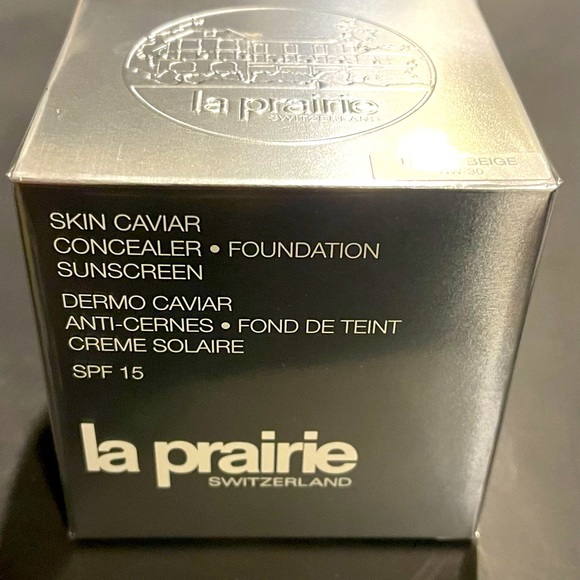 la prairie
SWITZERLAND
BEIGE
30
SKIN CAVIAR
CONCEALER • FOUNDATION
SUNSCREEN
DERMO CAVIAR
ANTI-CERNES • FOND DE TEINT
CREME SOLAIRE
SPF 15
la prairie
SWITZERLAND